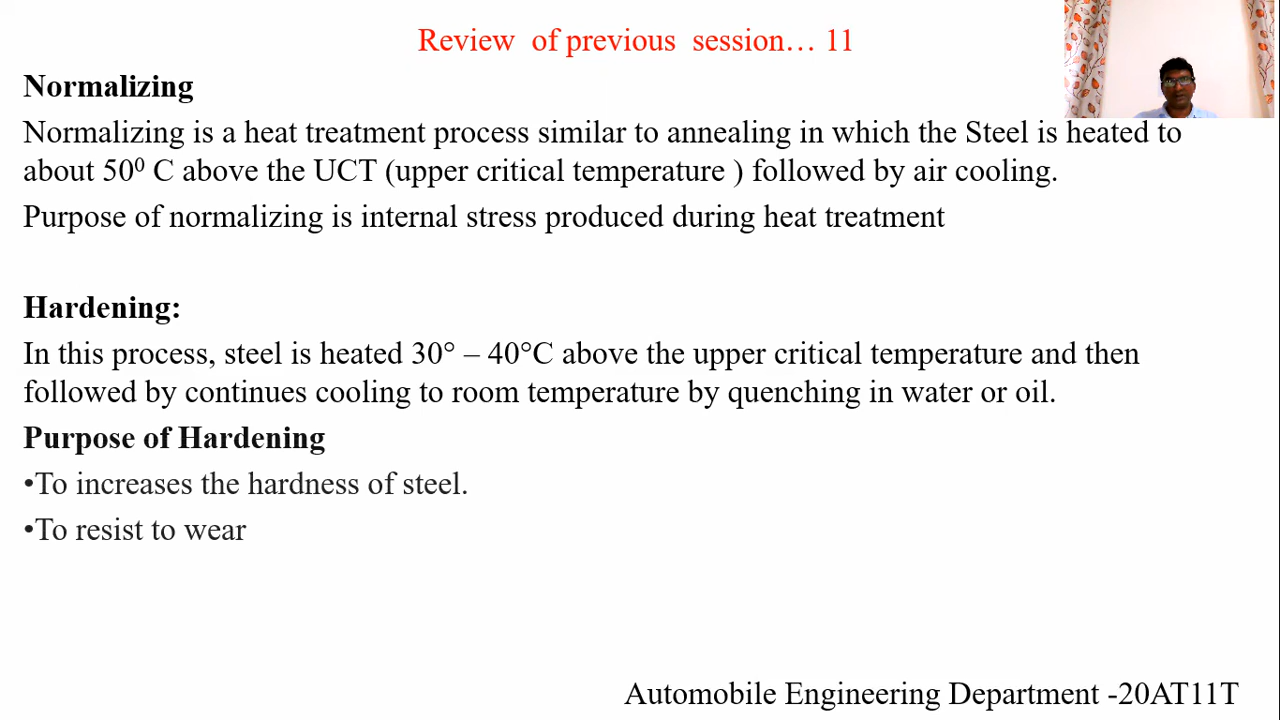 Review of previous session… 11
Normalizing
Normalizing is a heat treatment process similar to annealing in which the Steel is heated to
about 50⁰ C above the UCT (upper critical temperature ) followed by air cooling.
Purpose of normalizing is internal stress produced during heat treatment
Hardening:
In this process, steel is heated 30° – 40°C above the upper critical temperature and then
followed by continues cooling to room temperature by quenching in water or oil.
Purpose of Hardening
•To increases the hardness of steel.
•To resist to wear
Automobile Engineering Department -20AT11T